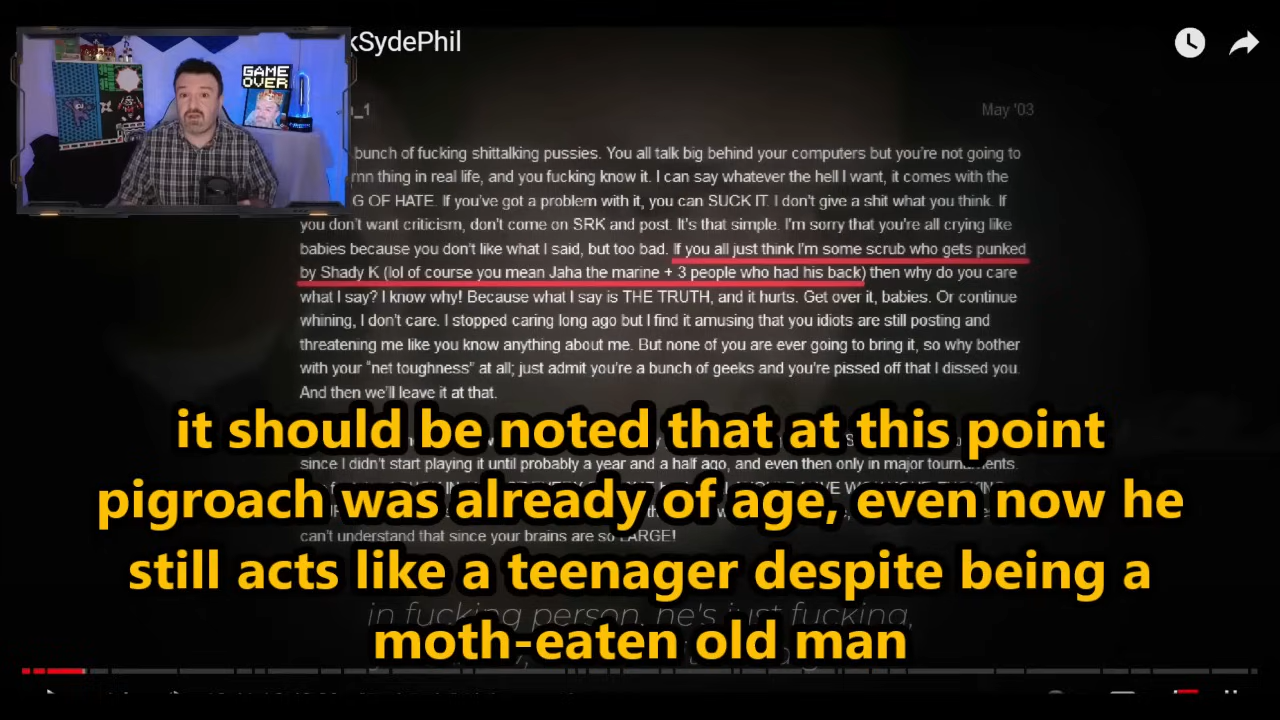 kSydePhil
GAME
OVER
_1
May '03
bunch of fucking shittalking pussies. You all talk big behind your computers but you're not going to
mn thing in real life, and you fucking know it. I can say whatever the hell I want, it comes with the
G OF HATE. If you've got a problem with it, you can SUCK IT. I don't give a shit what you think. If
you don't want criticism, don't come on SRK and post. It's that simple. I'm sorry that you're all crying like
babies because you don't like what I said, but too bad. If you all just think I'm some scrub who gets punked
by Shady K (lol of course you mean Jaha the marine + 3 people who had his back) then why do you care
what I say? I know why! Because what I say is THE TRUTH, and it hurts. Get over it, babies. Or continue
whining, I don't care. I stopped caring long ago but I find it amusing that you idiots are still posting and
threatening me like you know anything about me. But none of you are ever going to bring it, so why bother
with your "net toughness" at all; just admit you're a bunch of geeks and you're pissed off that I dissed you.
And then we'll leave it at that.
it should be noted that at this point
since I didn't start playing it until probably a year and a half ago, and even then only in major tournaments.
pigroach was already of age, even now he
can't understand that since your brains are so LARGE!
still acts like a teenager despite being a
in fucking person, he's just fucking,
moth-eaten old man